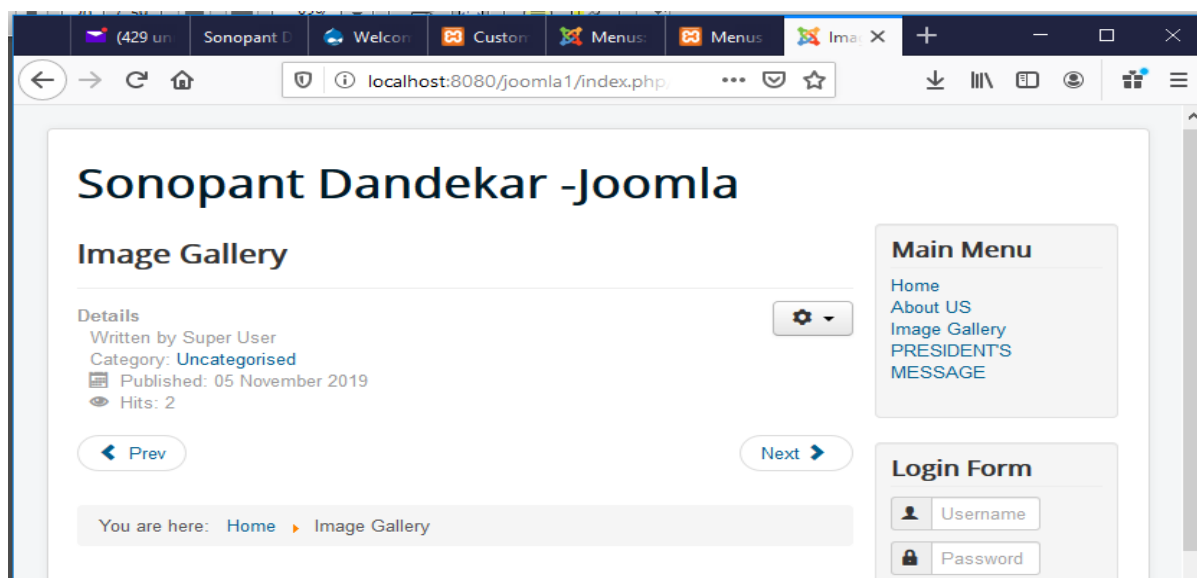 (429 un
Sonopant D
Welcon
Custom
Menus:
Menus
Imag
localhost:8080/joomla1/index.php/
Sonopant Dandekar -Joomla
Image Gallery
Details
Written by Super User
Category: Uncategorised
Published: 05 November 2019
Hits: 2
Prev
Next
You are here: Home Image Gallery
Main Menu
Home
About US
Image Gallery
PRESIDENT'S
MESSAGE
Login Form
Username
Password